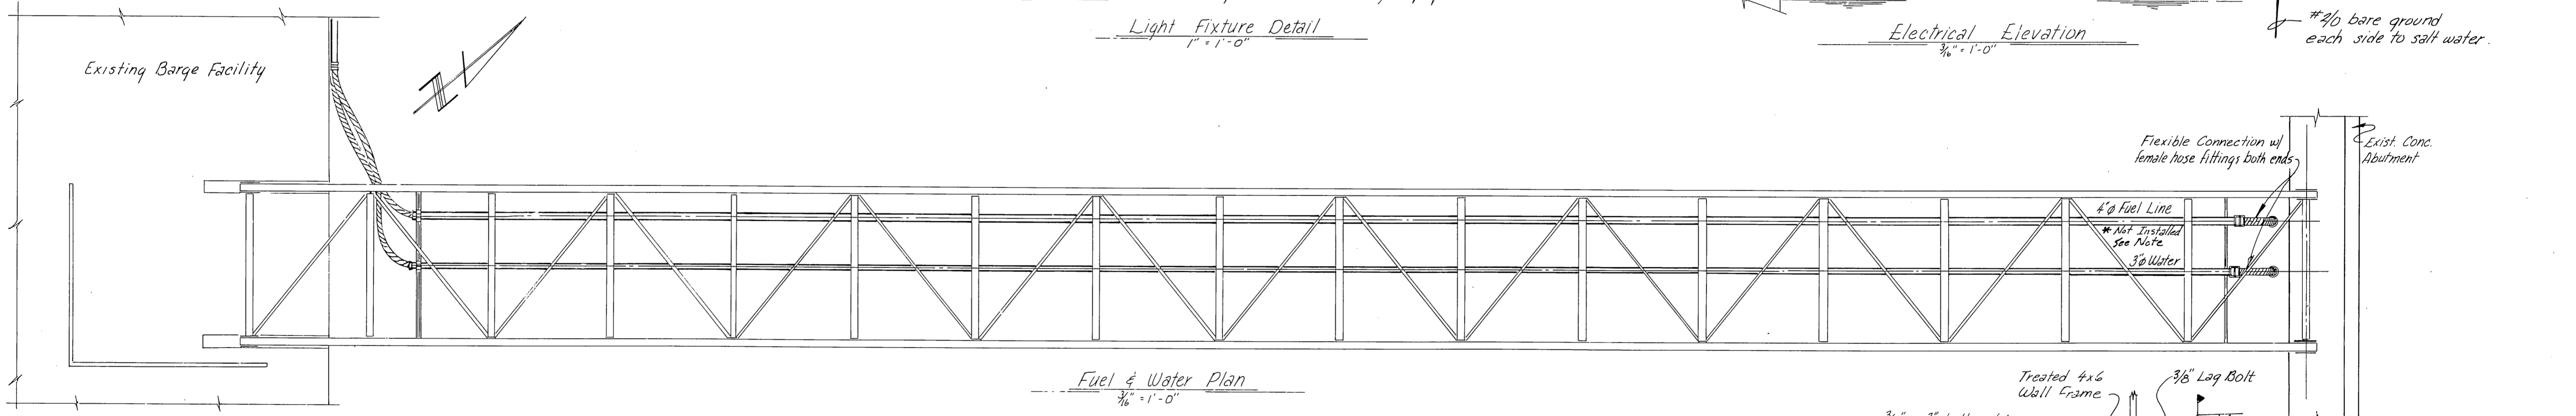 Light Fixture Detail
1" = 1'-0"
Electrical Elevation
3/16" = 1'-0"
#2/0 bare ground
each side to salt water.
Existing Barge Facility
N
Flexible Connection w/
female hose fittings both ends
Exist. Conc.
Abutment
4"ø Fuel Line
* Not Installed
See Note
3"ø Water
Fuel & Water Plan
3/16" = 1'-0"
Treated 4x6
Wall Frame
3/8" Lag Bolt